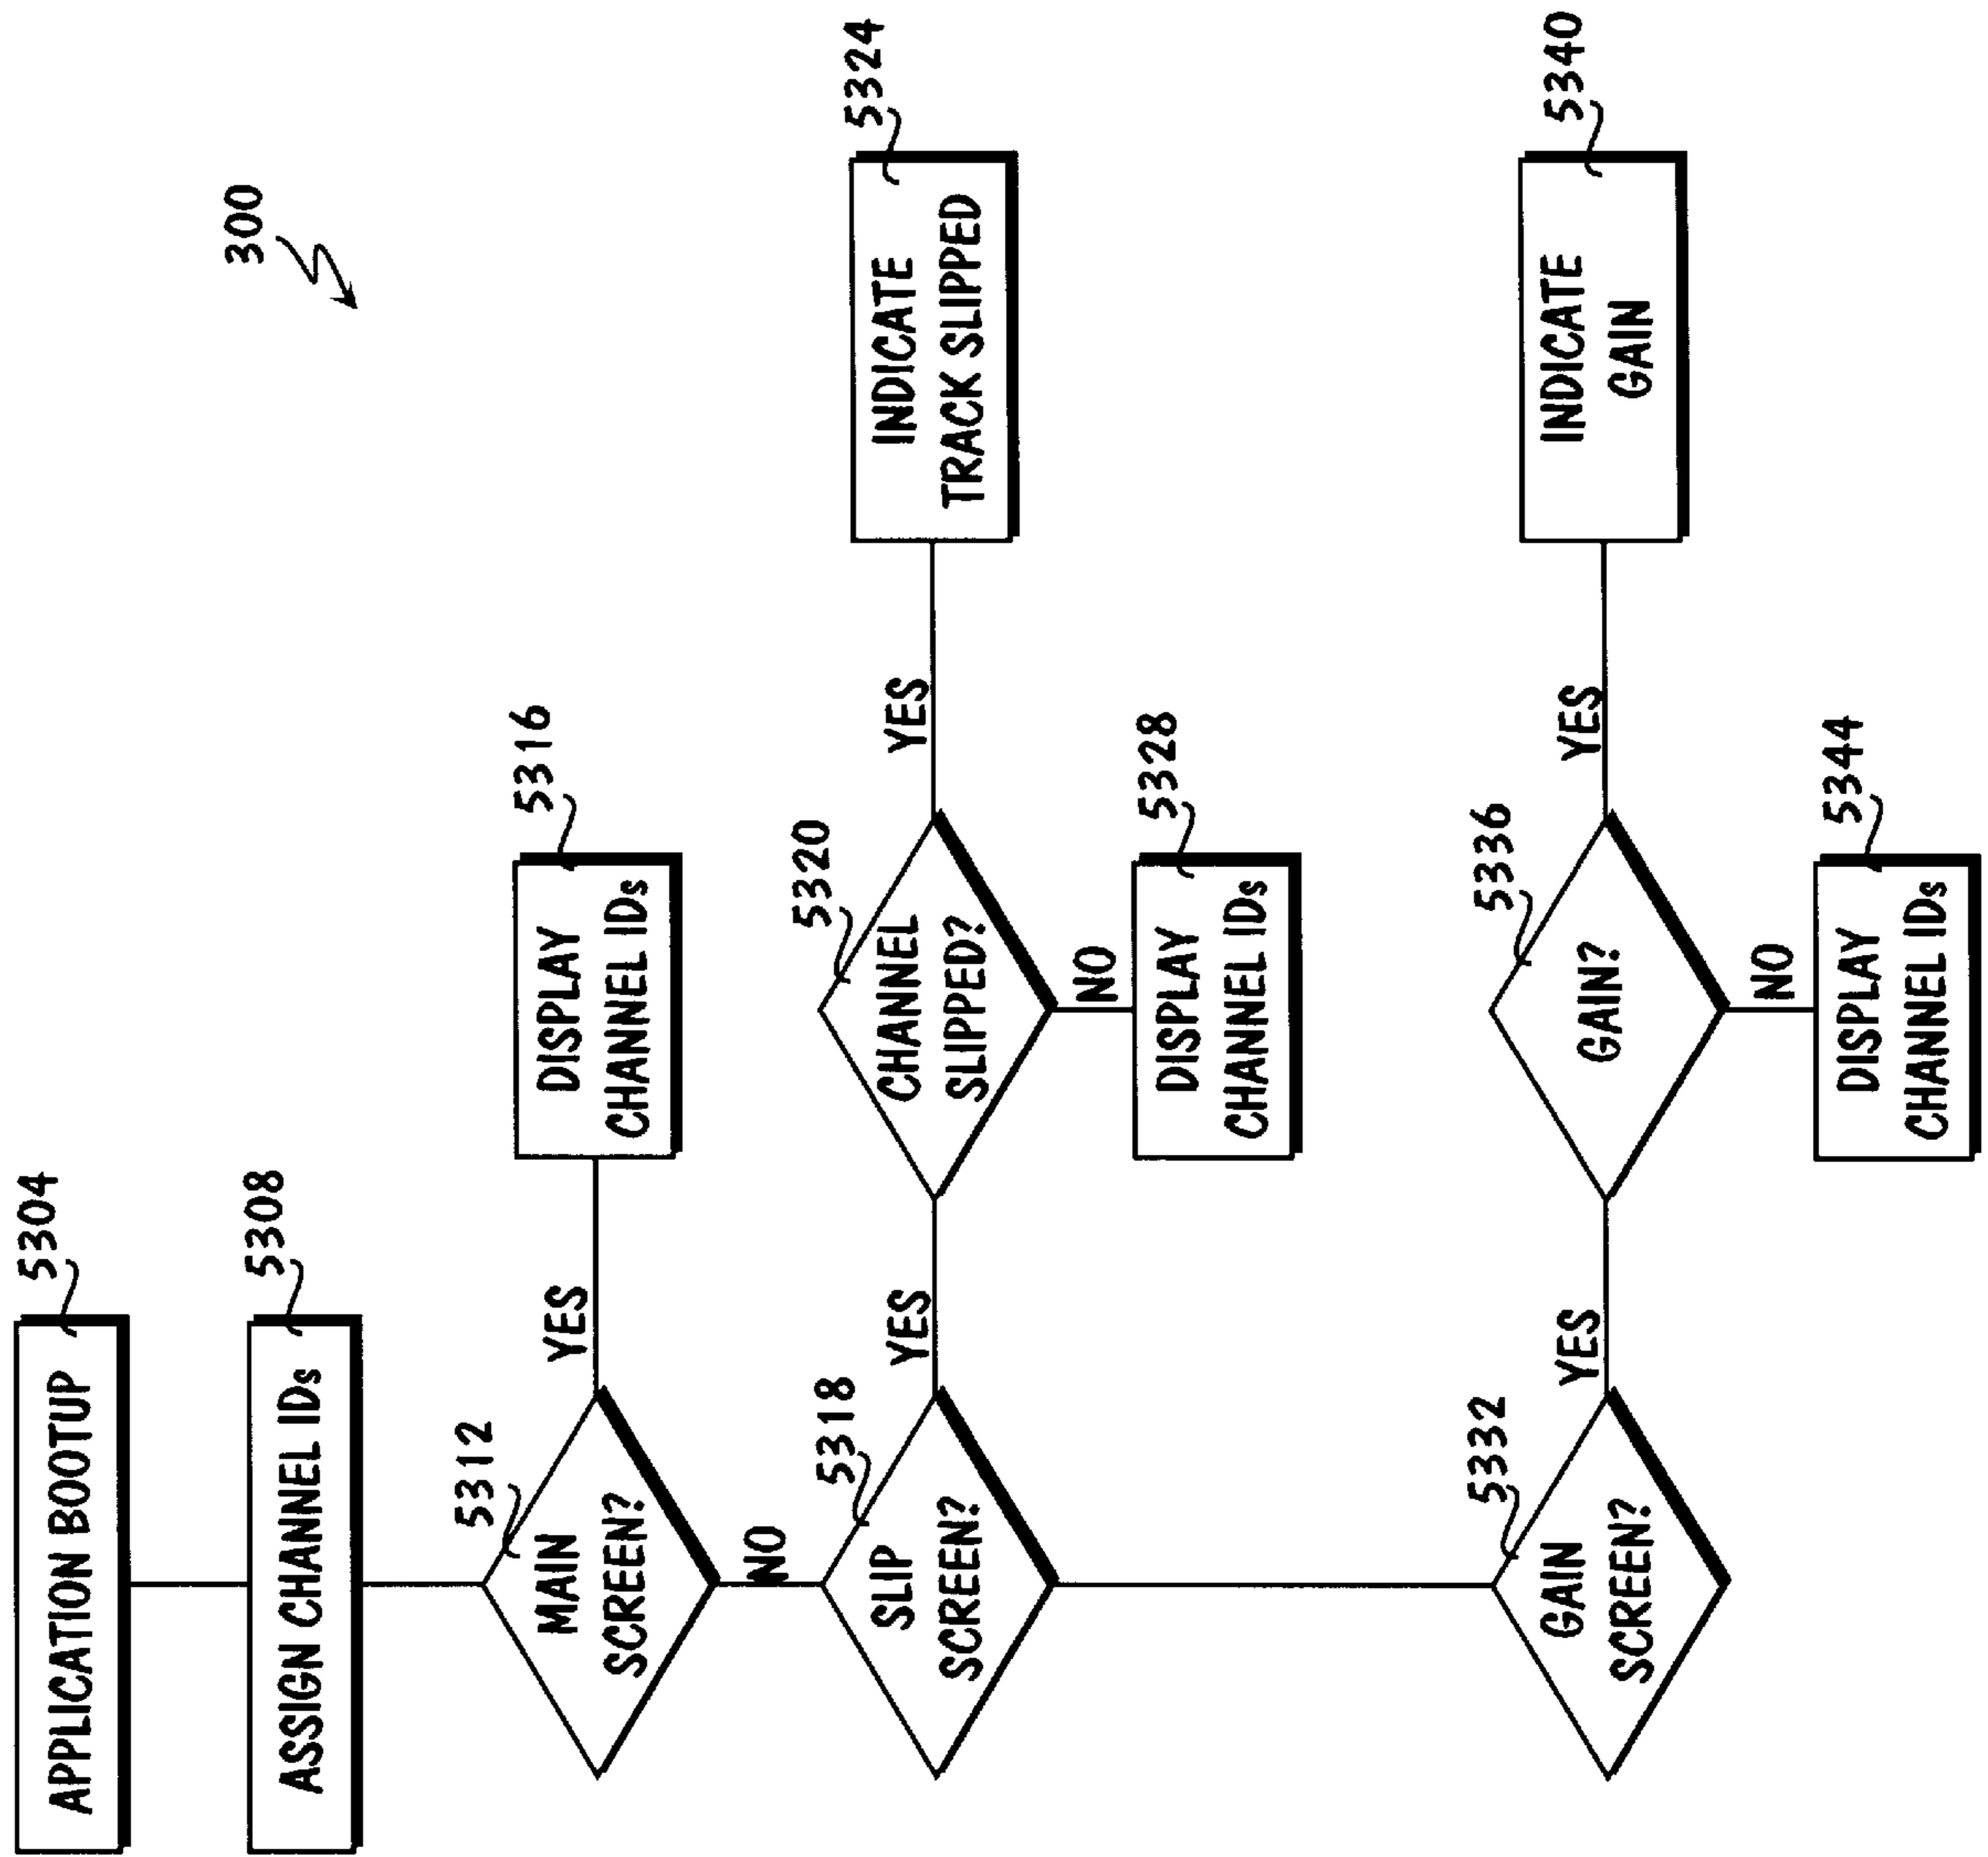 300
5304
APPLICATION BOOTUP
5308
ASSIGN CHANNEL IDs
5312
MAIN
SCREEN?
YES
5316
DISPLAY
CHANNEL IDs
NO
5318
SLIP
SCREEN?
YES
5320
CHANNEL
SLIPPED?
YES
5324
INDICATE
TRACK SLIPPED
NO
5328
DISPLAY
CHANNEL IDs
5332
GAIN
SCREEN?
YES
5336
GAIN?
YES
5340
INDICATE
GAIN
NO
5344
DISPLAY
CHANNEL IDs